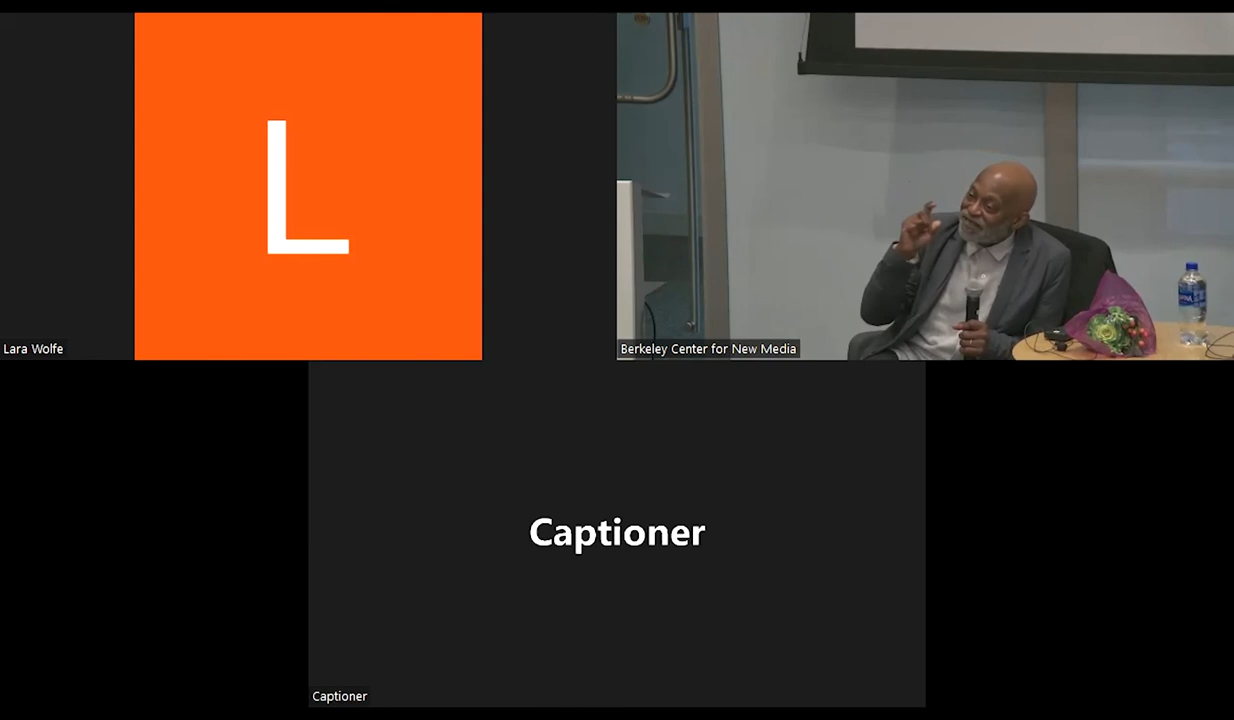 L
Lara Wolfe
Berkeley Center for New Media
Captioner
Captioner